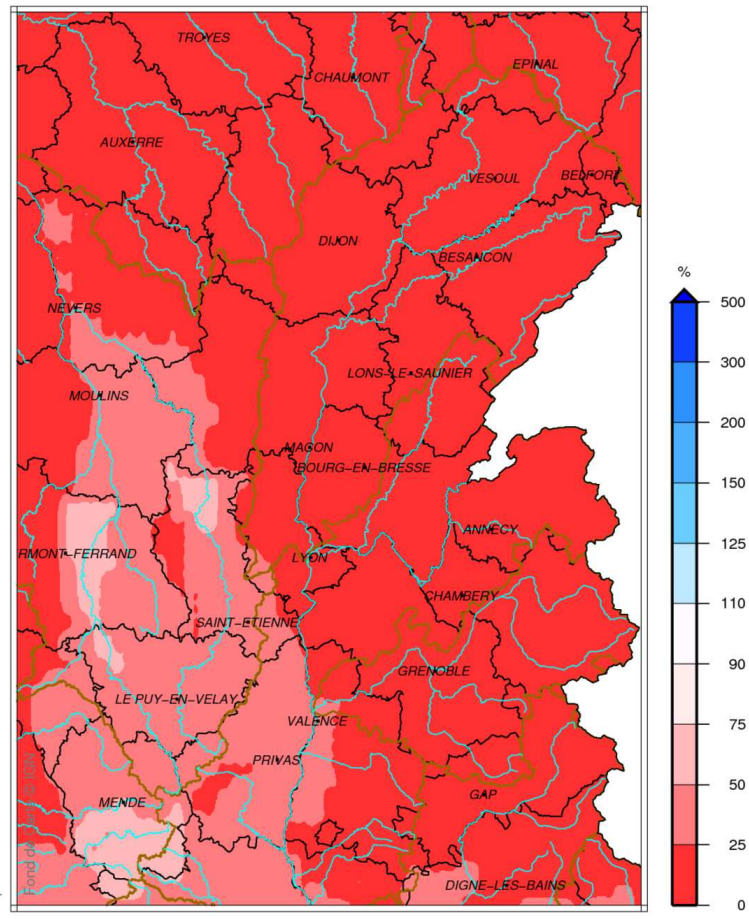 TROYES
CHAUMONT
EPINAL
AUXERRE
VESOUL
BELFORT
DIJON
BESANCON
%
500
NEVERS
300
LONS-LE-SAUNIER
MOULINS
200
MACON
BOURG-EN-BRESSE
150
125
ANNECY
RMONT-FERRAND
LYON
CHAMBERY
110
SAINT-ETIENNE
90
GRENOBLE
LE PUY-EN-VELAY
75
VALENCE
PRIVAS
50
GAP
MENDE
25
DIGNE-LES-BAINS
0